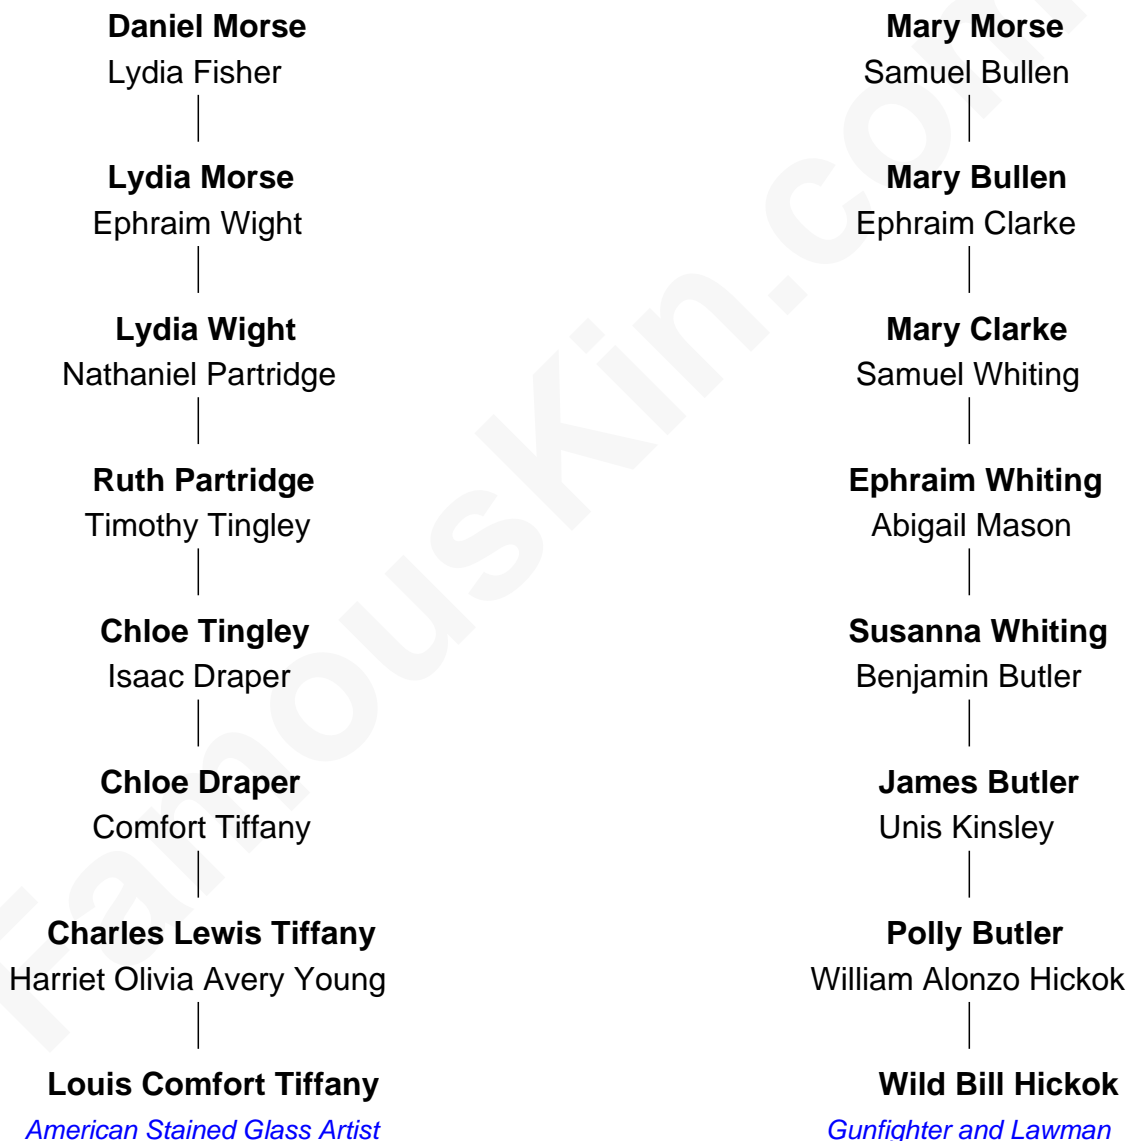 Daniel Morse
Lydia Fisher
Lydia Morse
Ephraim Wight
Lydia Wight
Nathaniel Partridge
Ruth Partridge
Timothy Tingley
Chloe Tingley
Isaac Draper
Chloe Draper
Comfort Tiffany
Charles Lewis Tiffany
Harriet Olivia Avery Young
Louis Comfort Tiffany
American Stained Glass Artist
Mary Morse
Samuel Bullen
Mary Bullen
Ephraim Clarke
Mary Clarke
Samuel Whiting
Ephraim Whiting
Abigail Mason
Susanna Whiting
Benjamin Butler
James Butler
Unis Kinsley
Polly Butler
William Alonzo Hickok
Wild Bill Hickok
Gunfighter and Lawman
FamousKin.com